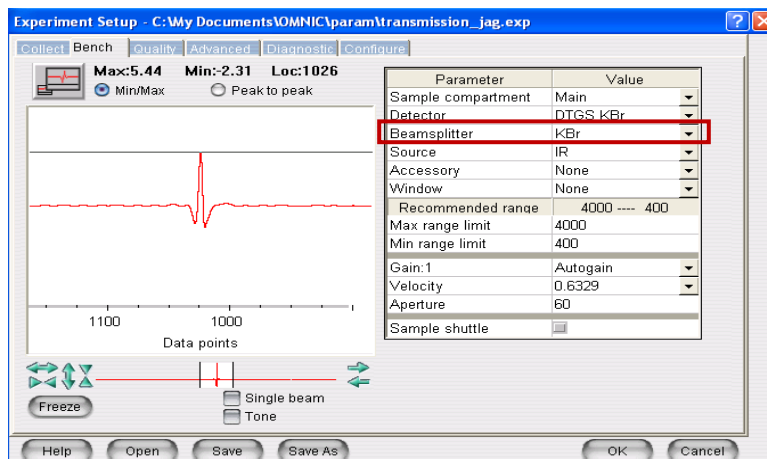 Experiment Setup - C:\My Documents\OMNIC\param\transmission_jag.exp
Collect Bench Quality Advanced Diagnostic Configure
Max:5.44 Min:-2.31 Loc:1026
Min/Max Peak to peak
Parameter Value
Sample compartment Main
Detector DTGS KBr
Beamsplitter KBr
Source IR
Accessory None
Window None
Recommended range 4000 ---- 400
Max range limit 4000
Min range limit 400
Gain:1 Autogain
Velocity 0.6329
Aperture 60
Sample shuttle
1100 1000
Data points
Single beam
Tone
Freeze
Help Open Save Save As OK Cancel